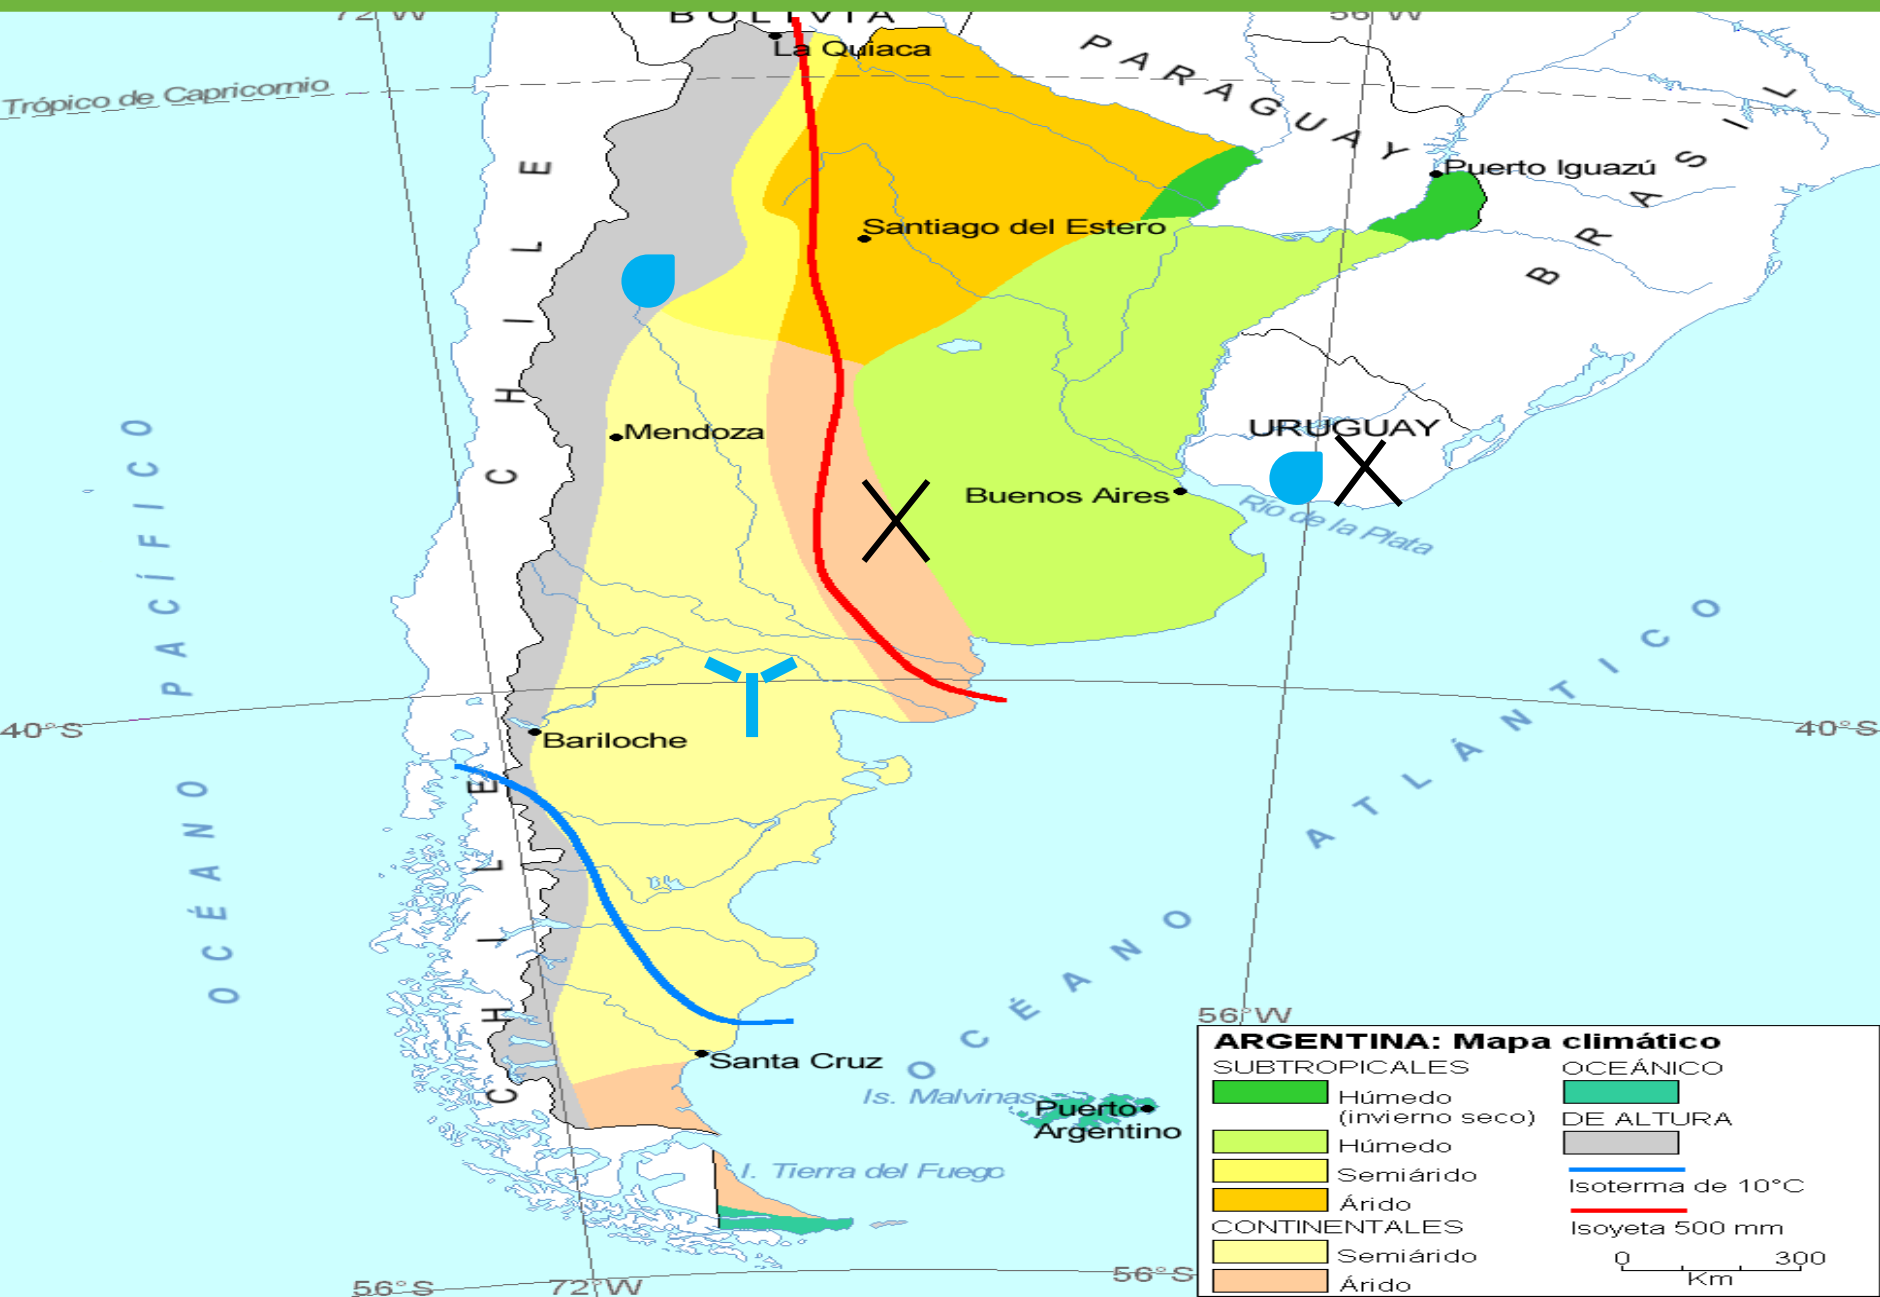 72°W
BOLIVIA
56°W
La Quiaca
PARAGUAY
Trópico de Capricornio
BRASIL
Puerto Iguazú
CHILE
Santiago del Estero
Mendoza
URUGUAY
Buenos Aires
Río de la Plata
OCÉANO PACÍFICO
OCÉANO ATLÁNTICO
40°S
40°S
Bariloche
CHILE
56°W
Santa Cruz
Is. Malvinas
Puerto
Argentino
I. Tierra del Fuego
56°S
72°W
56°S
ARGENTINA: Mapa climático
SUBTROPICALES
Húmedo
(invierno seco)
Húmedo
Semiárido
Árido
CONTINENTALES
Semiárido
Árido
OCEÁNICO
DE ALTURA
Isoterma de 10°C
Isoyeta 500 mm
0 300
Km